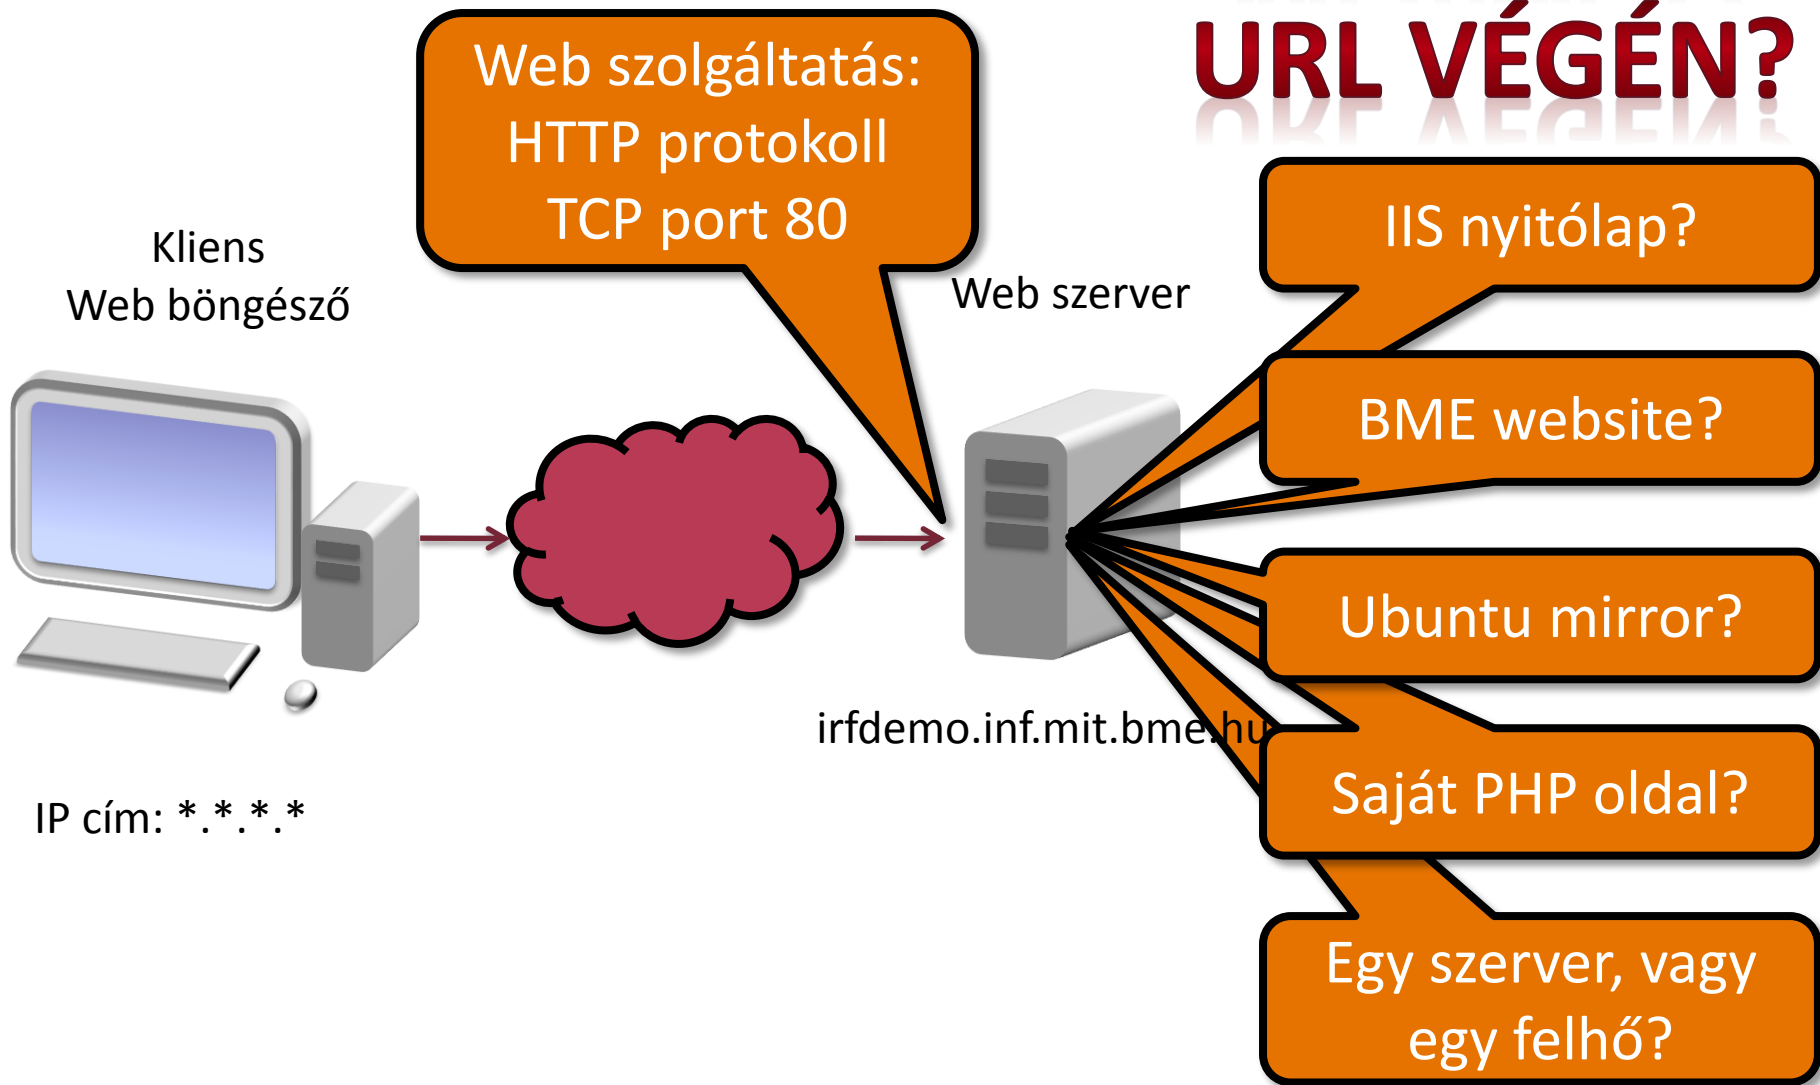 URL VÉGÉN?
Web szolgáltatás:
HTTP protokoll
TCP port 80
Kliens
Web böngésző
Web szerver
IIS nyitólap?
BME website?
Ubuntu mirror?
irfdemo.inf.mit.bme.hu
Saját PHP oldal?
IP cím: *.*.*.*
Egy szerver, vagy
egy felhő?